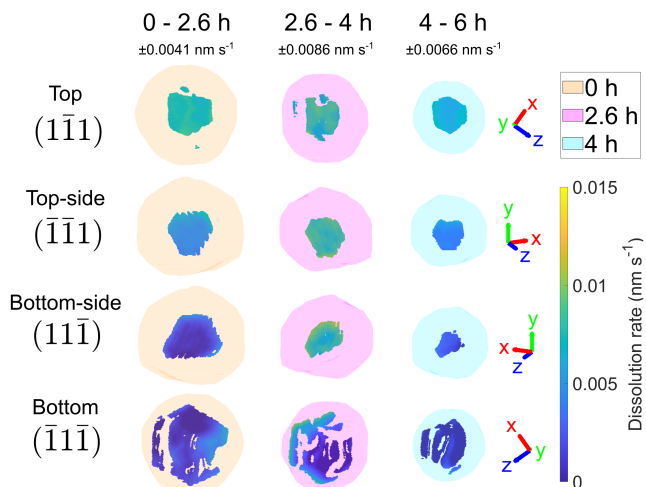 0 - 2.6 h 2.6 - 4 h 4 - 6 h
±0.0041 nm s⁻¹ ±0.0086 nm s⁻¹ ±0.0066 nm s⁻¹
Top
(11̅1)
x
y
z
0 h
2.6 h
4 h
Top-side
(1̅1̅1)
y
x
z
Bottom-side
(111̅)
y
x
z
Bottom
(1̅11̅)
x
y
z
0.015
0.01
0.005
0
Dissolution rate (nm s⁻¹)